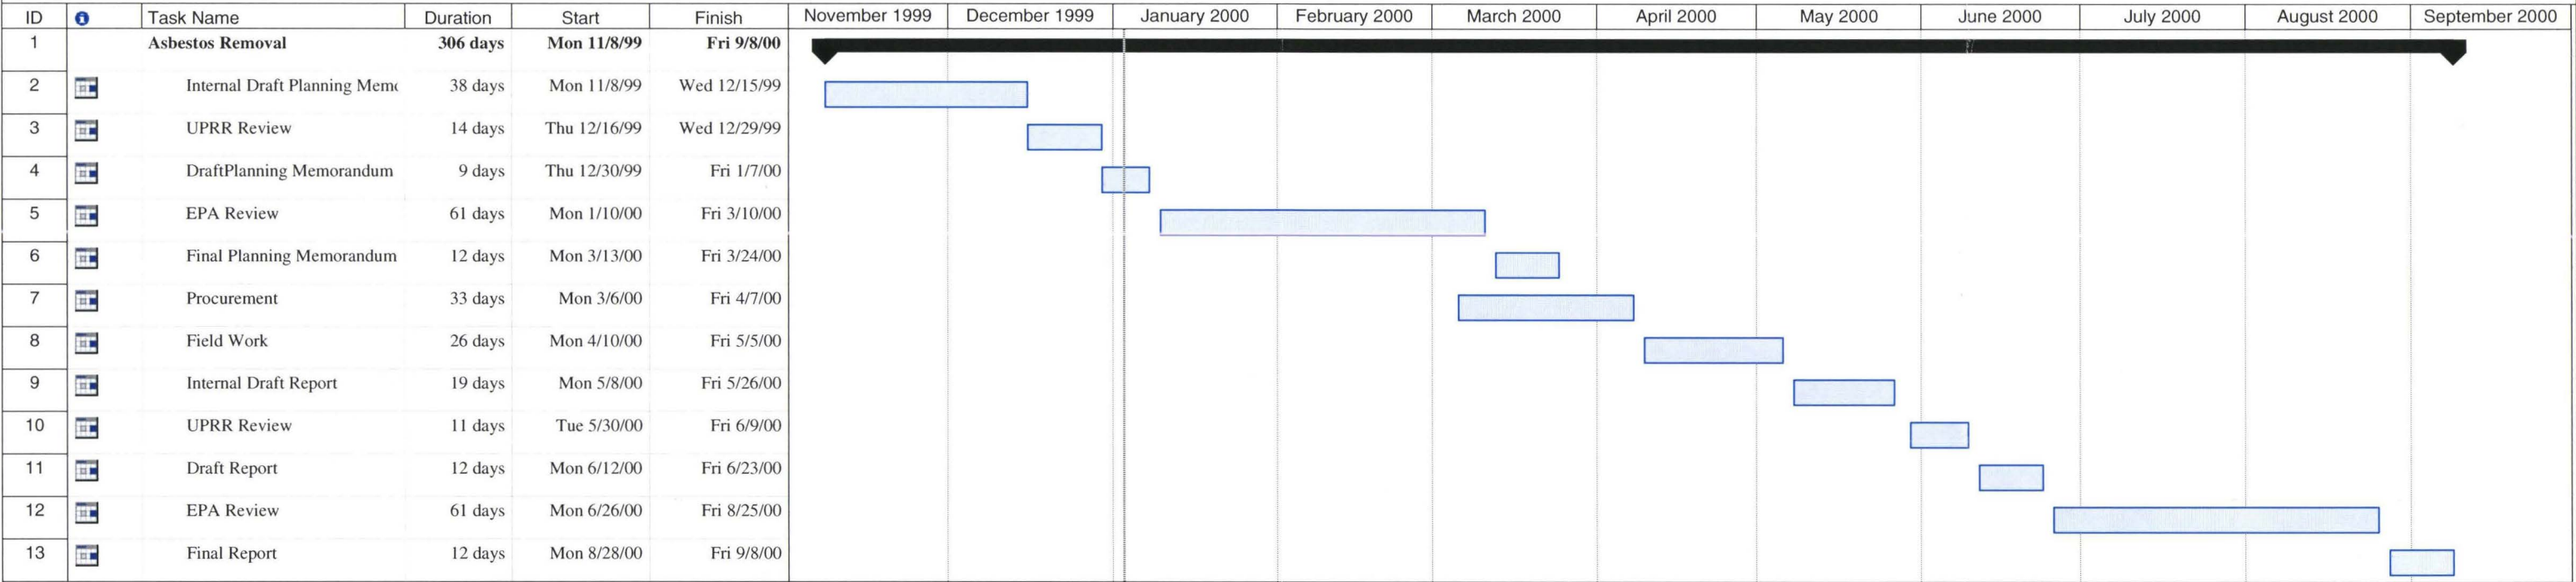 ID Task Name Duration Start Finish November 1999 December 1999 January 2000 February 2000 March 2000 April 2000 May 2000 June 2000 July 2000 August 2000 September 2000
1 Asbestos Removal 306 days Mon 11/8/99 Fri 9/8/00
2 Internal Draft Planning Memo 38 days Mon 11/8/99 Wed 12/15/99
3 UPRR Review 14 days Thu 12/16/99 Wed 12/29/99
4 DraftPlanning Memorandum 9 days Thu 12/30/99 Fri 1/7/00
5 EPA Review 61 days Mon 1/10/00 Fri 3/10/00
6 Final Planning Memorandum 12 days Mon 3/13/00 Fri 3/24/00
7 Procurement 33 days Mon 3/6/00 Fri 4/7/00
8 Field Work 26 days Mon 4/10/00 Fri 5/5/00
9 Internal Draft Report 19 days Mon 5/8/00 Fri 5/26/00
10 UPRR Review 11 days Tue 5/30/00 Fri 6/9/00
11 Draft Report 12 days Mon 6/12/00 Fri 6/23/00
12 EPA Review 61 days Mon 6/26/00 Fri 8/25/00
13 Final Report 12 days Mon 8/28/00 Fri 9/8/00